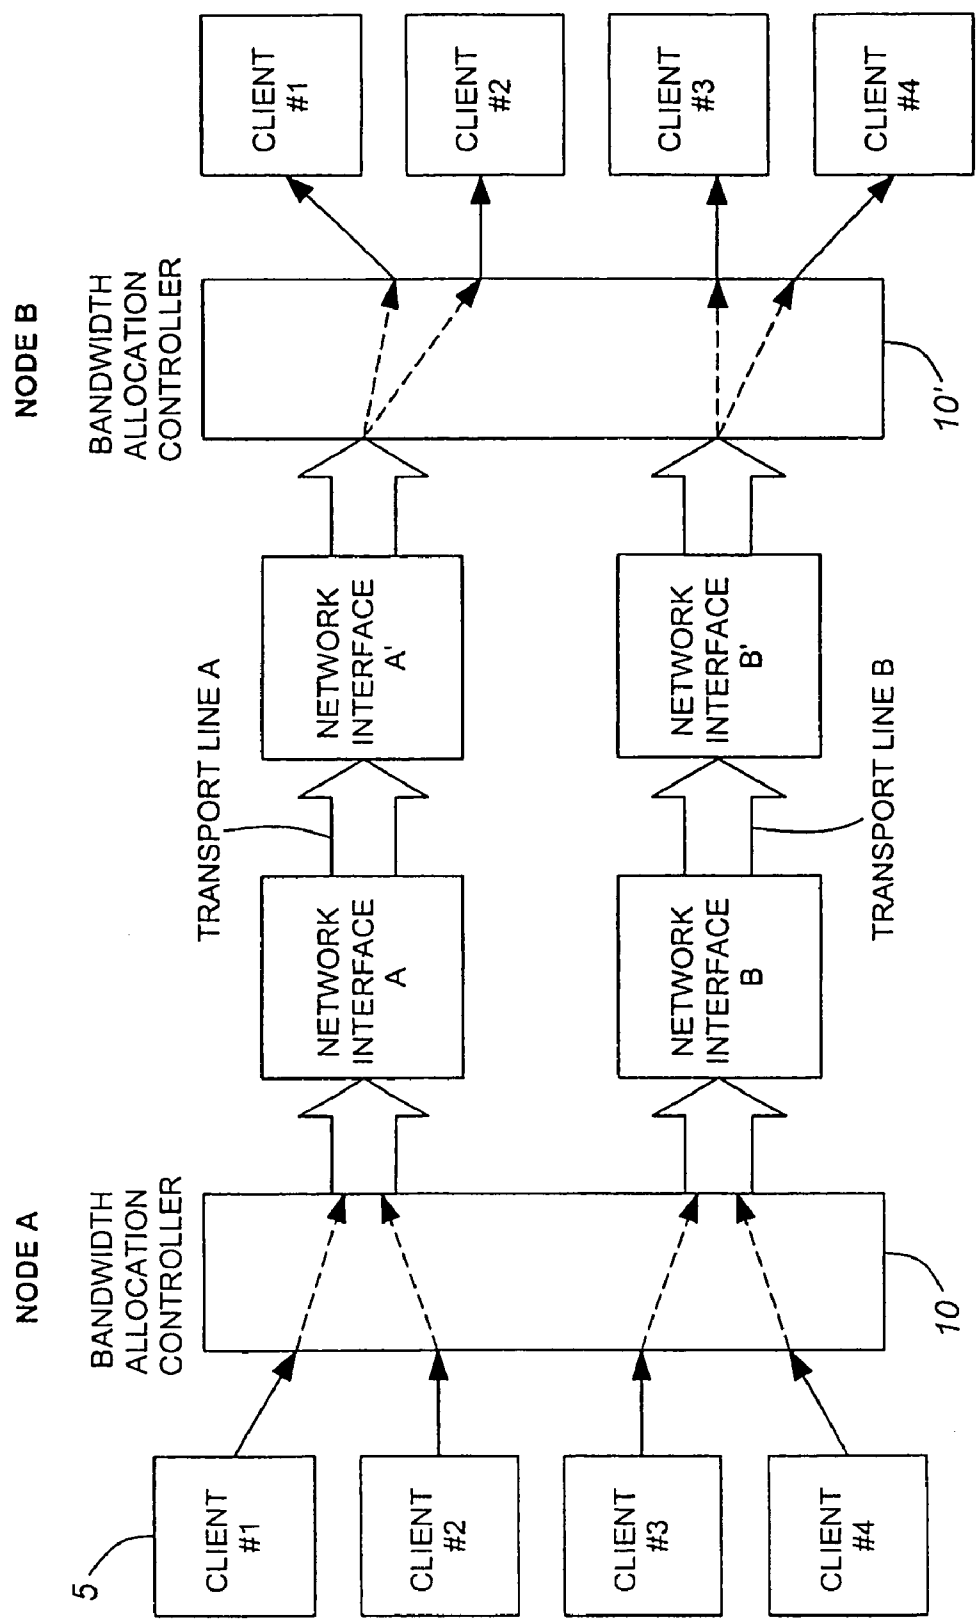 NODE A
NODE B
BANDWIDTH
ALLOCATION
CONTROLLER
BANDWIDTH
ALLOCATION
CONTROLLER
TRANSPORT LINE A
5
CLIENT
#1
CLIENT
#2
CLIENT
#3
CLIENT
#4
NETWORK
INTERFACE
A
NETWORK
INTERFACE
A'
NETWORK
INTERFACE
B
NETWORK
INTERFACE
B'
CLIENT
#1
CLIENT
#2
CLIENT
#3
CLIENT
#4
TRANSPORT LINE B
10
10'